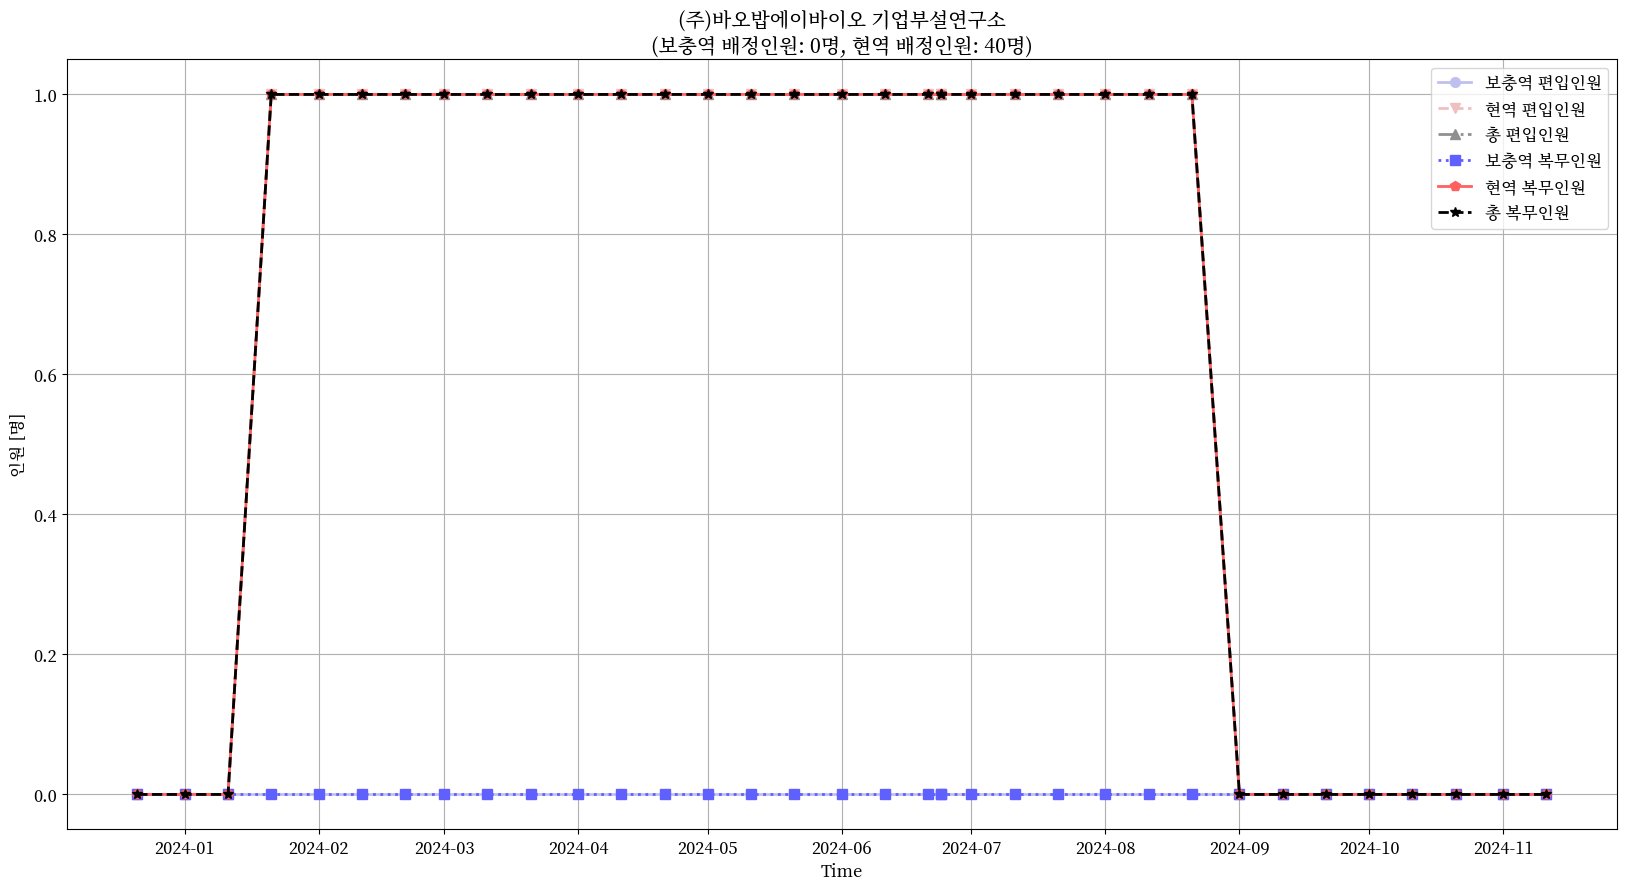 (주)바오밥에이바이오 기업부설연구소
(보충역 배정인원: 0명, 현역 배정인원: 40명)
보충역 편입인원
현역 편입인원
총 편입인원
보충역 복무인원
현역 복무인원
총 복무인원
인원 [명]
1.0
0.8
0.6
0.4
0.2
0.0
2024-01
2024-02
2024-03
2024-04
2024-05
2024-06
2024-07
2024-08
2024-09
2024-10
2024-11
Time